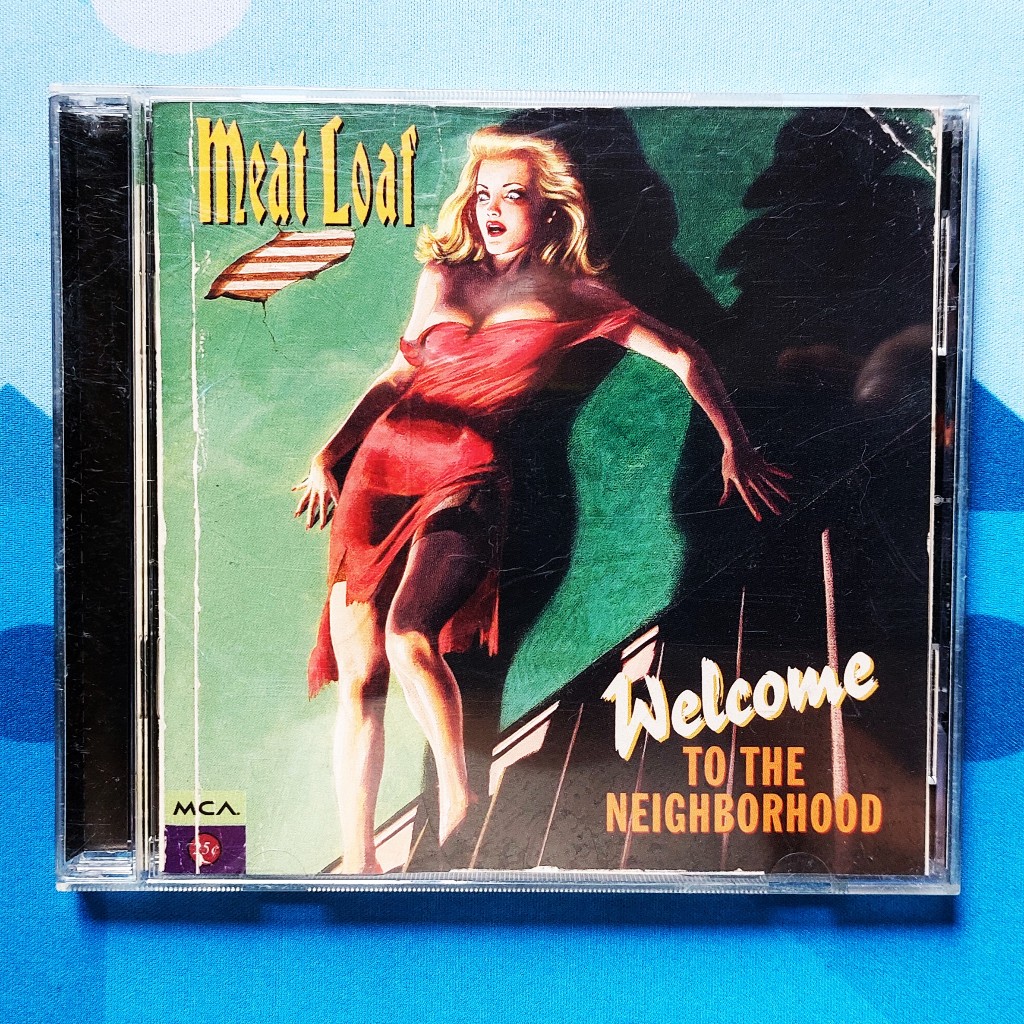 Meat Loaf
Welcome
TO THE
NEIGHBORHOOD
MCA.
25¢